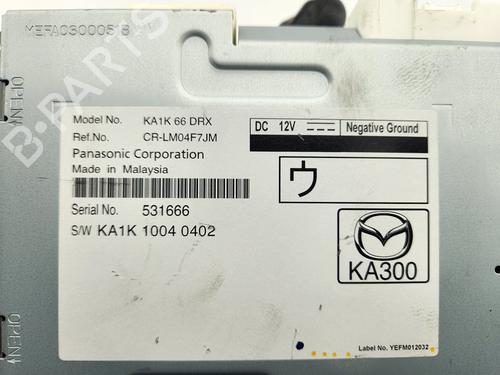 MEFAC300051B
OPEN
OPEN
B-PARTS
Model No. KA1K 66 DRX
Ref.No. CR-LM04F7JM
Panasonic Corporation
Made in Malaysia
Serial No. 531666
S/W KA1K 1004 0402
DC 12V Negative Ground
ウ
KA300
Label No. YEFM012032